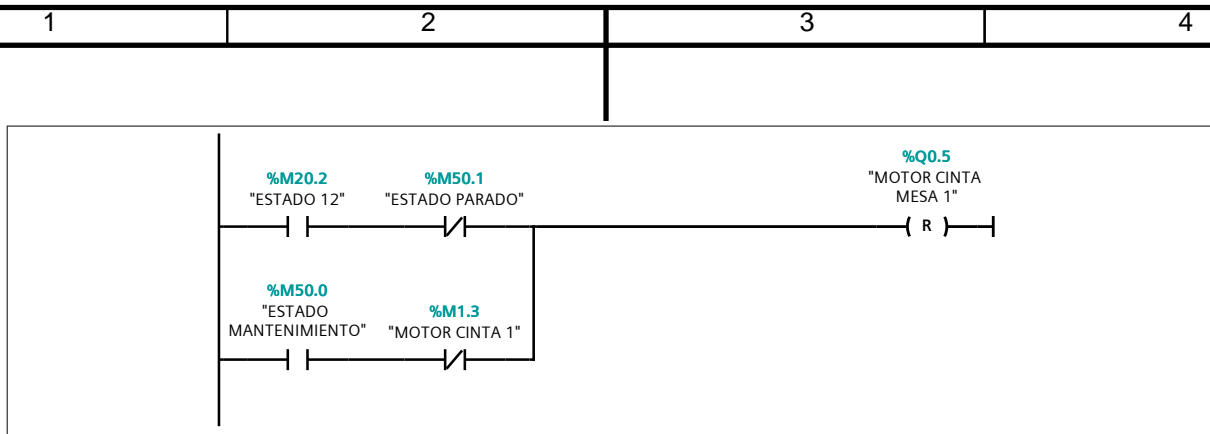 1 2 3 4
%M20.2 %M50.1 %Q0.5
"ESTADO 12" "ESTADO PARADO" "MOTOR CINTA
MESA 1"
R
%M50.0 %M1.3
"ESTADO
MANTENIMIENTO" "MOTOR CINTA 1"